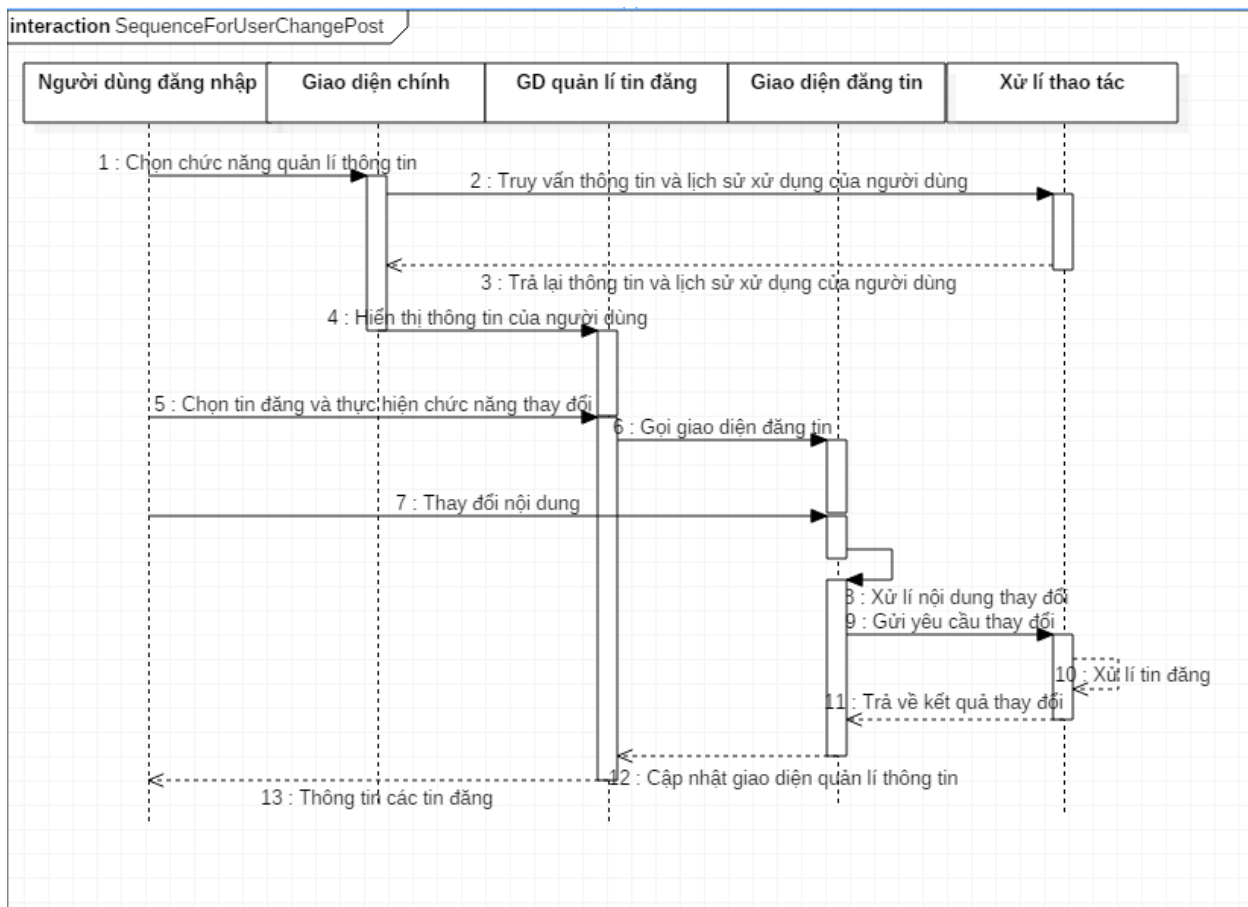 interaction SequenceForUserChangePost
Người dùng đăng nhập
Giao diện chính
GD quản lí tin đăng
Giao diện đăng tin
Xử lí thao tác
1 : Chọn chức năng quản lí thông tin
2 : Truy vấn thông tin và lịch sử xử dụng của người dùng
3 : Trả lại thông tin và lịch sử xử dụng của người dùng
4 : Hiển thị thông tin của người dùng
5 : Chọn tin đăng và thực hiện chức năng thay đổi
6 : Gọi giao diện đăng tin
7 : Thay đổi nội dung
8 : Xử lí nội dung thay đổi
9 : Gửi yêu cầu thay đổi
10 : Xử lí tin đăng
11 : Trả về kết quả thay đổi
12 : Cập nhật giao diện quản lí thông tin
13 : Thông tin các tin đăng